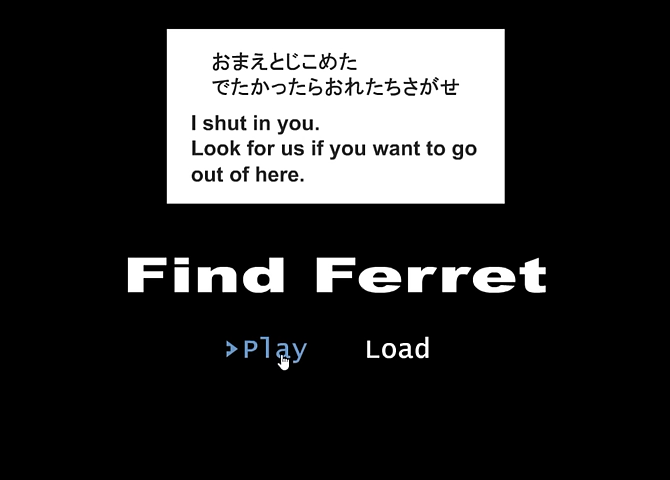 おまえとじこめた
でたかったらおれたちさがせ
I shut in you.
Look for us if you want to go
out of here.
Find Ferret
>Play Load